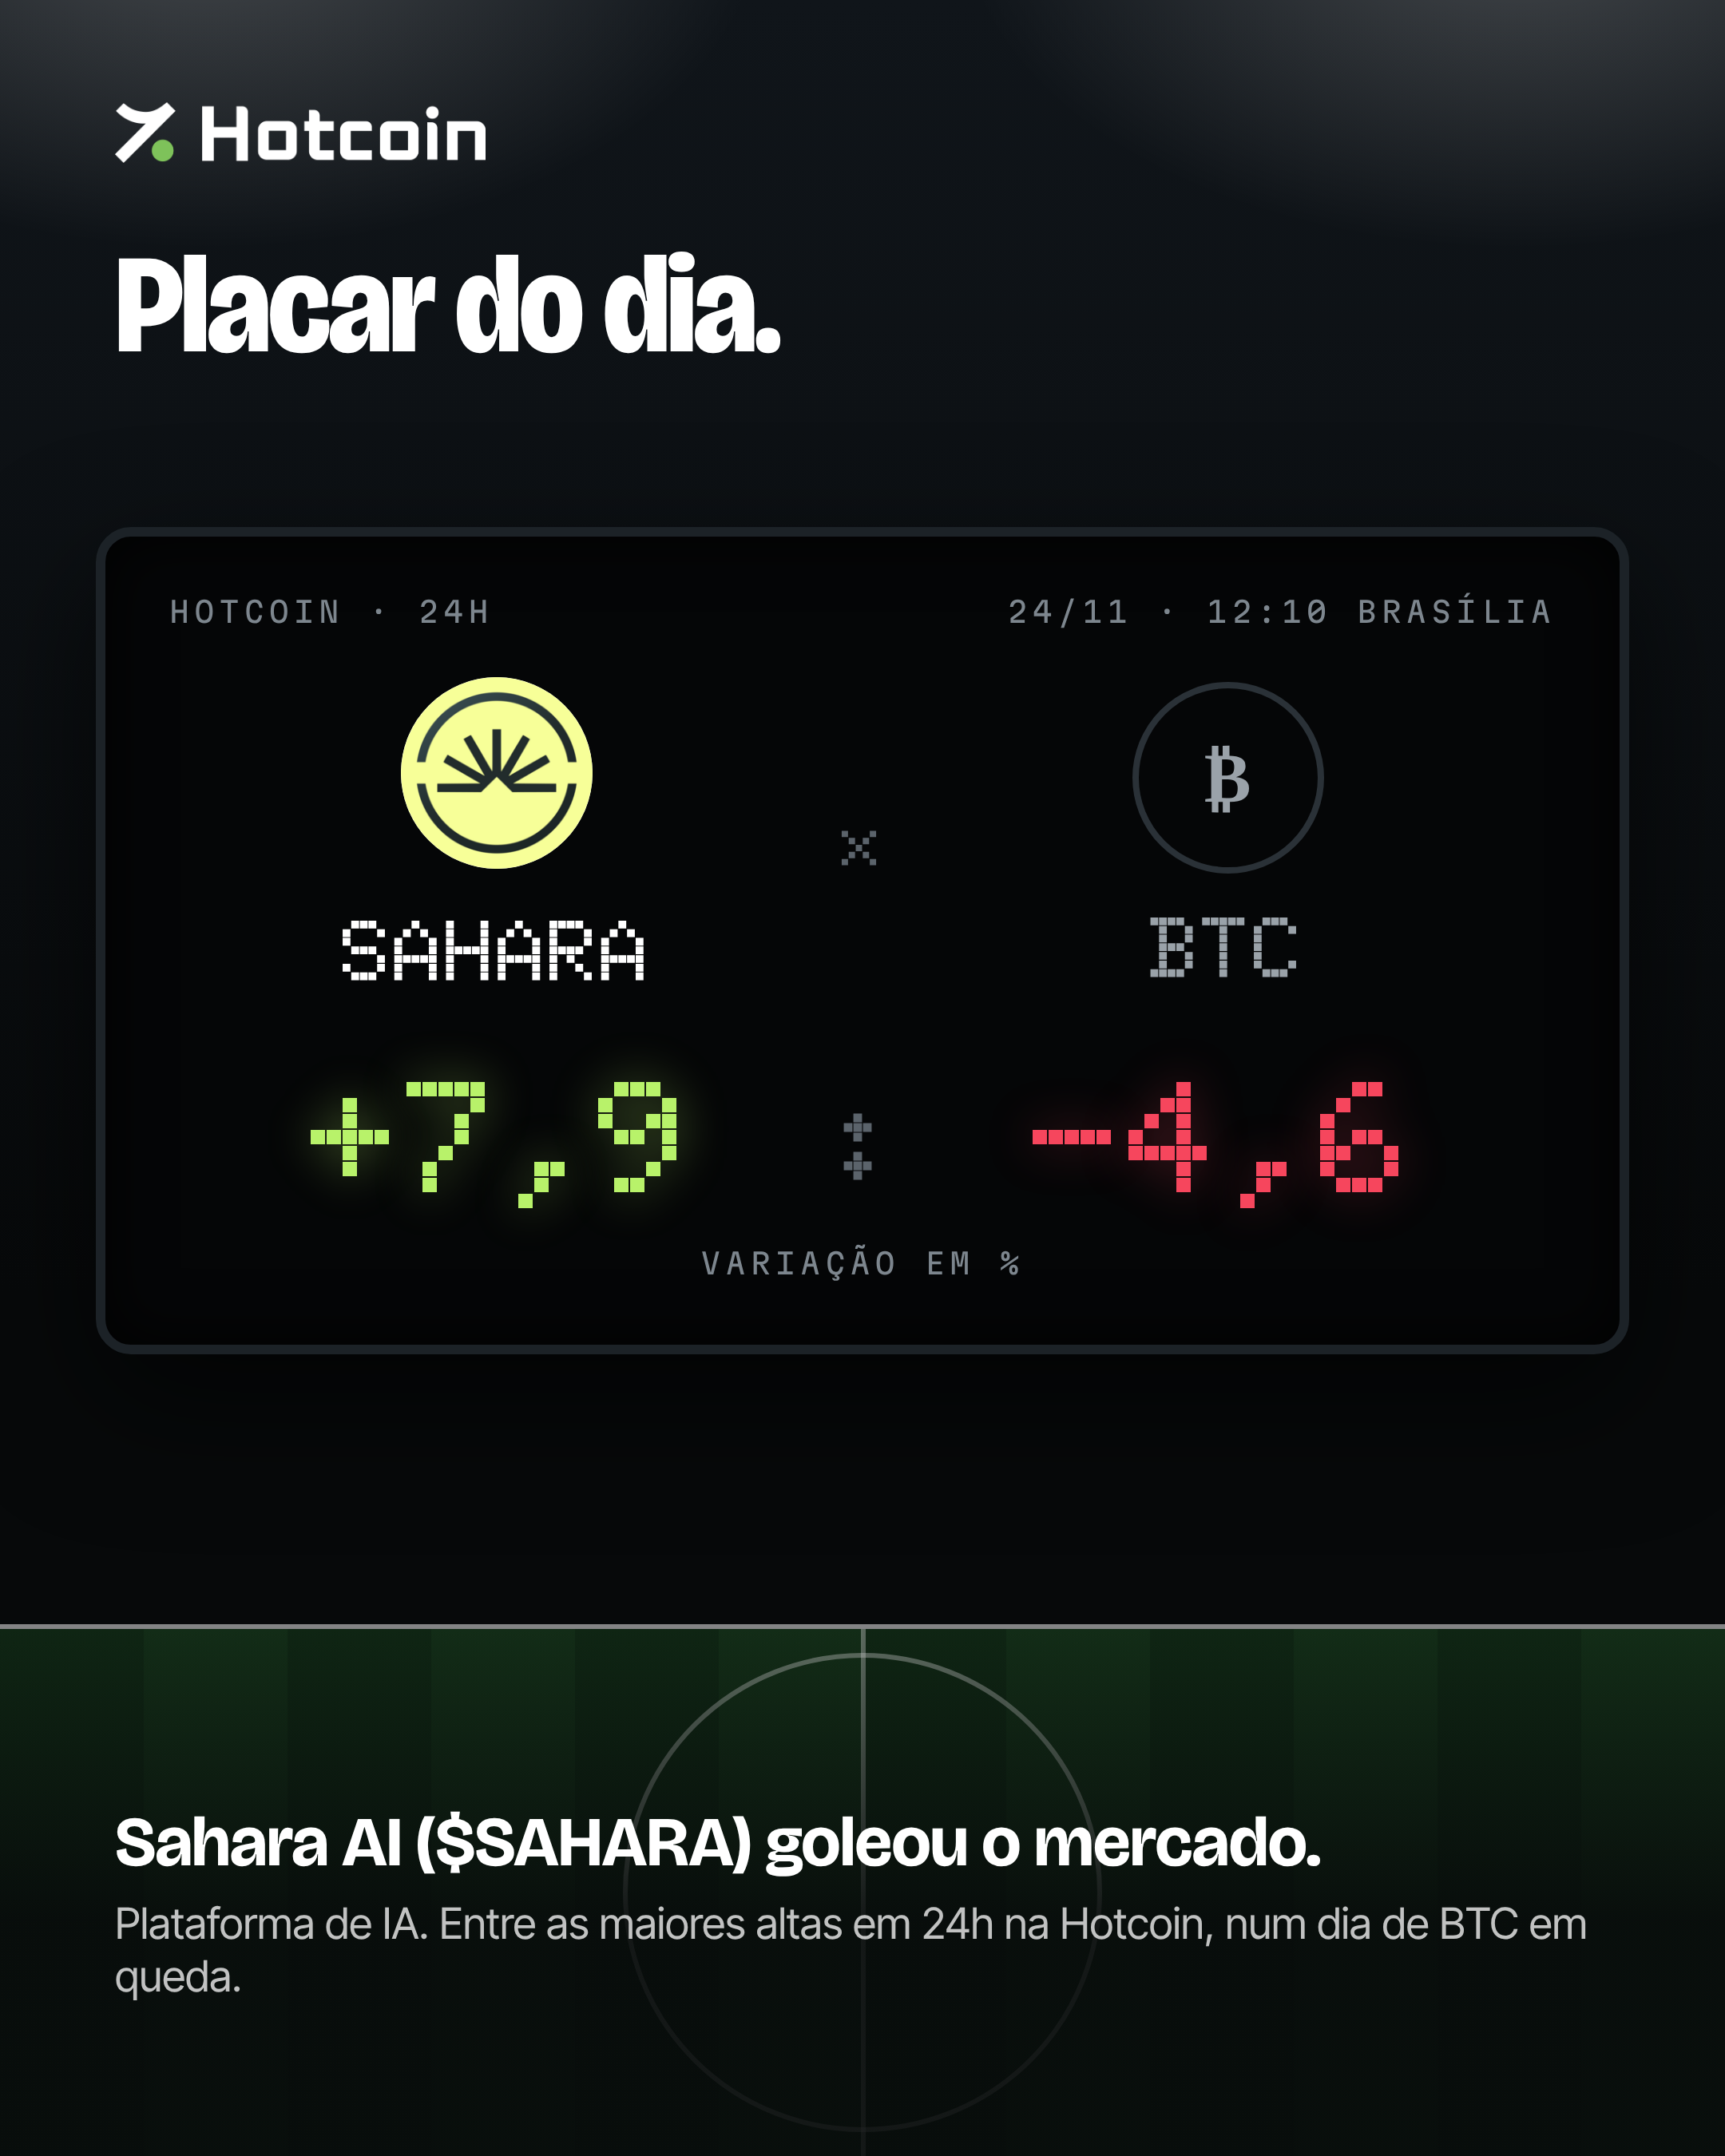 Hotcoin
Placar do dia.
HOTCOIN · 24H
24/11 · 12:10 BRASÍLIA
₿
x
SAHARA
BTC
+7,9 : -4,6
VARIAÇÃO EM %
Sahara AI ($SAHARA) goleou o mercado.
Plataforma de IA. Entre as maiores altas em 24h na Hotcoin, num dia de BTC em
queda.